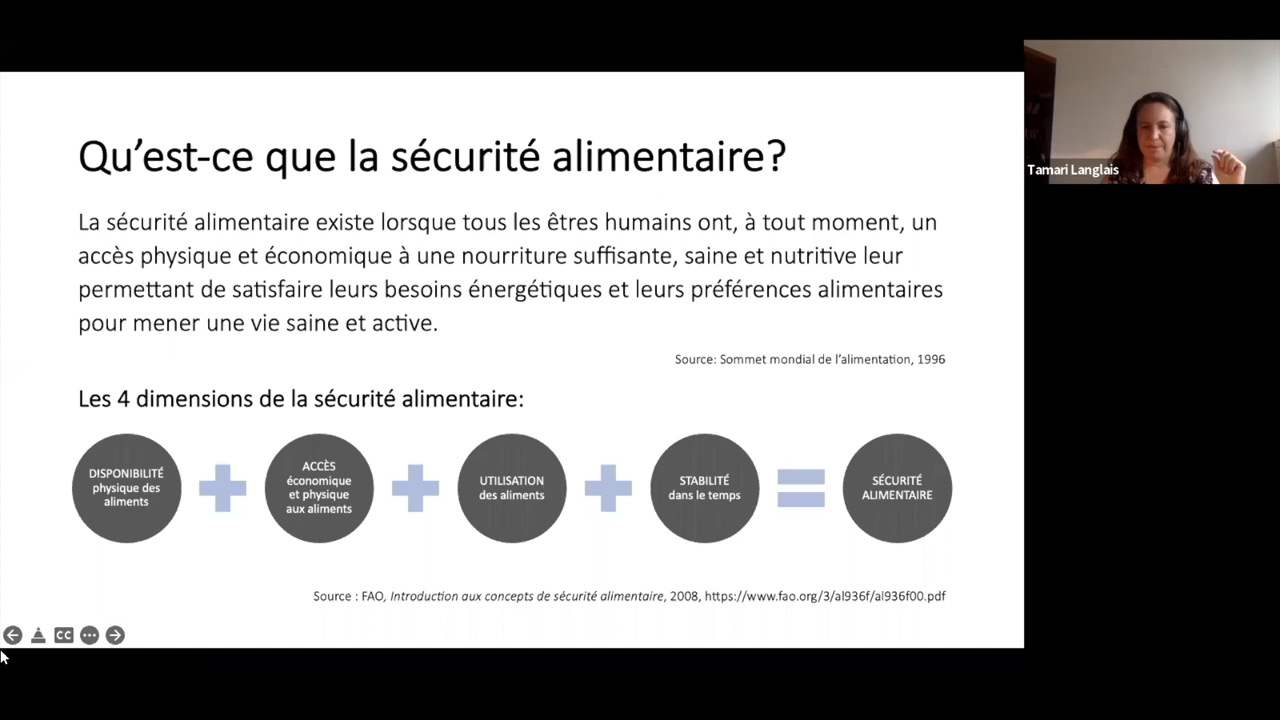 Qu'est-ce que la sécurité alimentaire?
La sécurité alimentaire existe lorsque tous les êtres humains ont, à tout moment, un
accès physique et économique à une nourriture suffisante, saine et nutritive leur
permettant de satisfaire leurs besoins énergétiques et leurs préférences alimentaires
pour mener une vie saine et active.
Source: Sommet mondial de l'alimentation, 1996
Les 4 dimensions de la sécurité alimentaire:
DISPONIBILITÉ
physique des
aliments
ACCÈS
économique
et physique
aux aliments
UTILISATION
des aliments
STABILITÉ
dans le temps
SÉCURITÉ
ALIMENTAIRE
Source : FAO, Introduction aux concepts de sécurité alimentaire, 2008, https://www.fao.org/3/al936f/al936f00.pdf
CC
Tamari Langlais